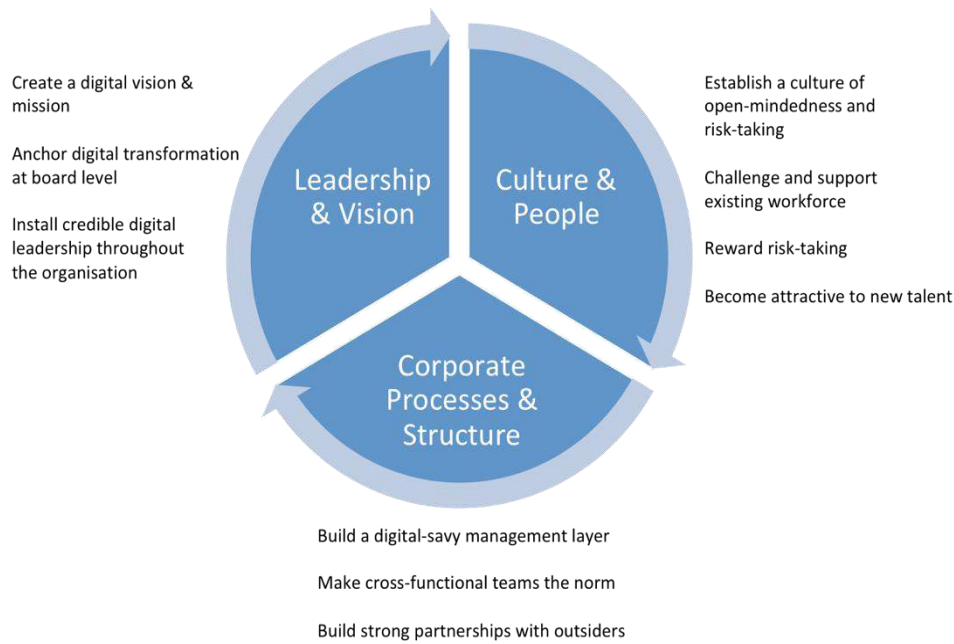 Create a digital vision &
mission
Anchor digital transformation
at board level
Install credible digital
leadership throughout
the organisation
Leadership
& Vision
Culture &
People
Establish a culture of
open-mindedness and
risk-taking
Challenge and support
existing workforce
Reward risk-taking
Become attractive to new talent
Corporate
Processes &
Structure
Build a digital-savy management layer
Make cross-functional teams the norm
Build strong partnerships with outsiders